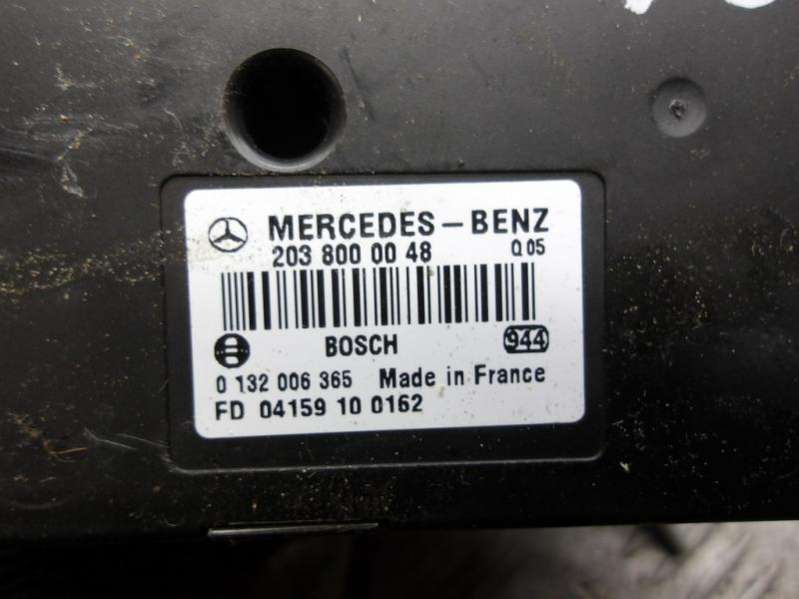 MERCEDES-BENZ
203 800 00 48 Q05
BOSCH 944
0 132 006 365 Made in France
FD 04159 10 0162